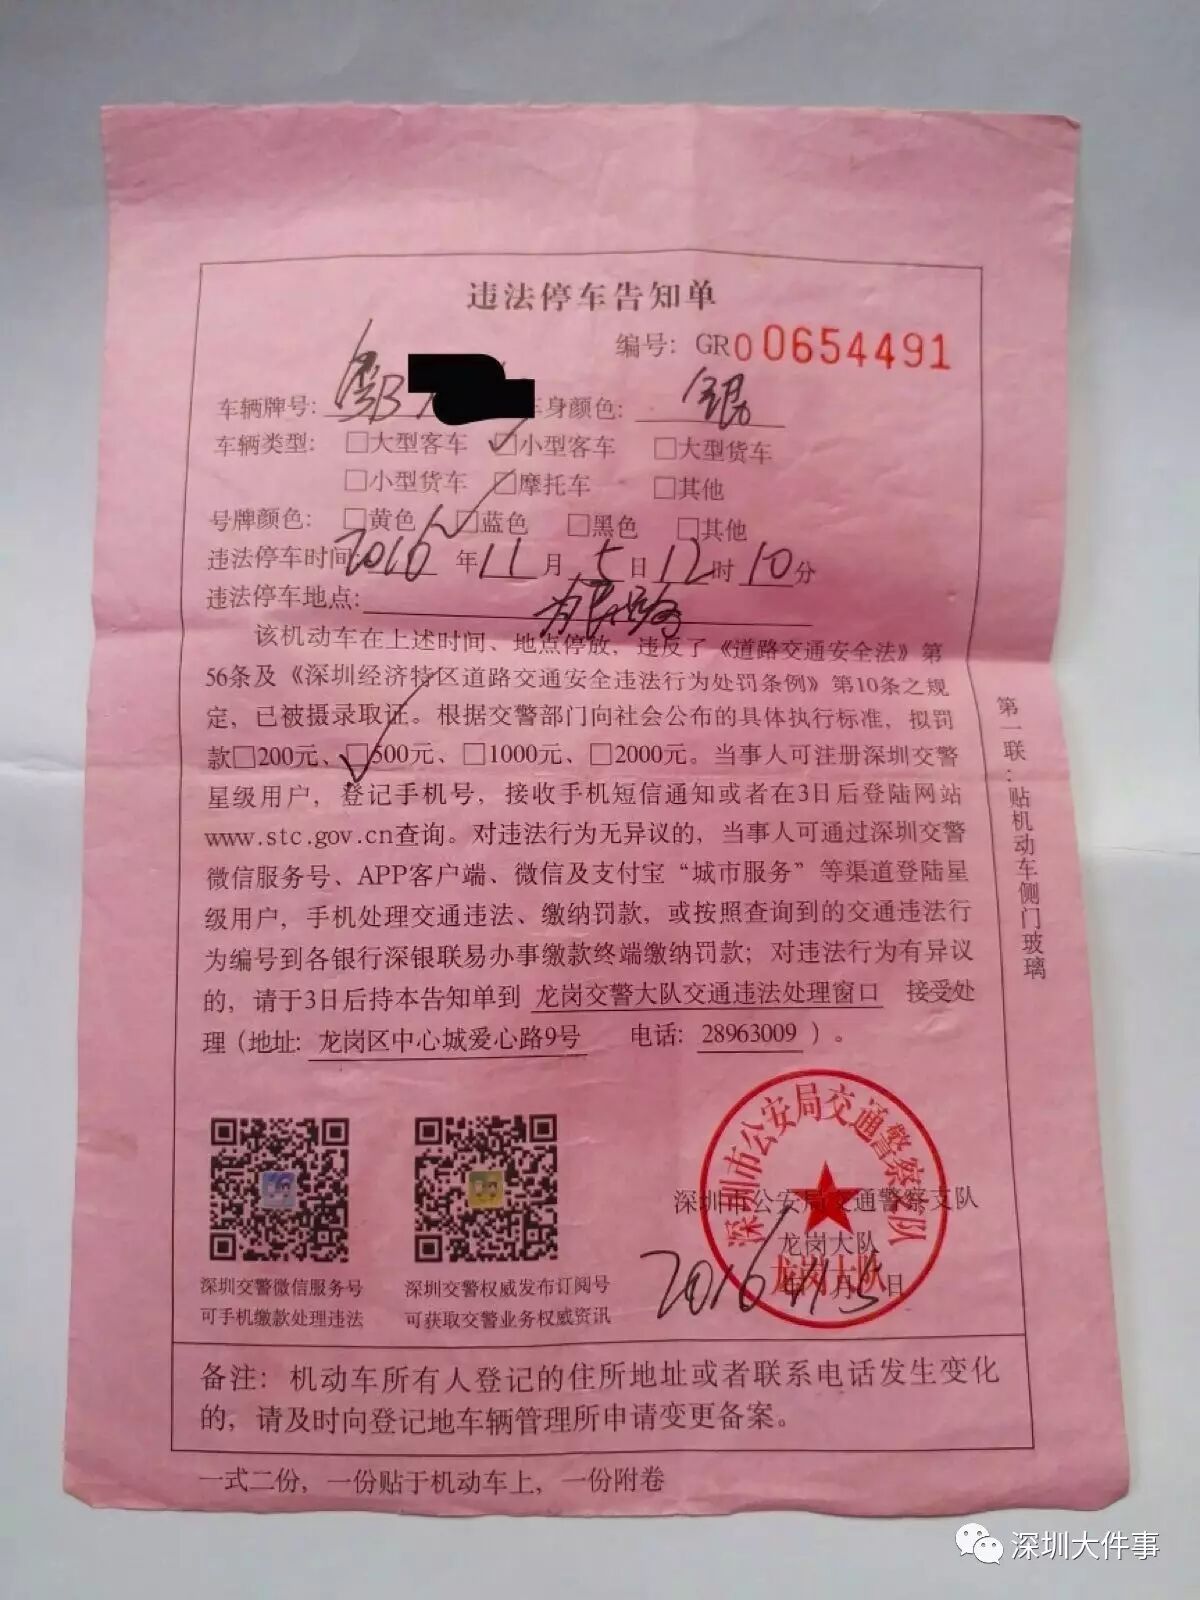 违法停车告知单
编号：GR00654491
车辆牌号：粤B 车身颜色：银
车辆类型：□大型客车 □小型客车 □大型货车
□小型货车 □摩托车 □其他
号牌颜色：□黄色 □蓝色 □黑色 □其他
违法停车时间：2016年11月5日12时10分
违法停车地点：
该机动车在上述时间、地点停放，违反了《道路交通安全法》第
56条及《深圳经济特区道路交通安全违法行为处罚条例》第10条之规
定，已被摄录取证。根据交警部门向社会公布的具体执行标准，拟罚
款□200元、□500元、□1000元、□2000元。当事人可注册深圳交警
星级用户，登记手机号，接收手机短信通知或者在3日后登陆网站
www.stc.gov.cn查询。对违法行为无异议的，当事人可通过深圳交警
微信服务号、APP客户端、微信及支付宝“城市服务”等渠道登陆星
级用户，手机处理交通违法、缴纳罚款，或按照查询到的交通违法行
为编号到各银行深银联易办事缴款终端缴纳罚款；对违法行为有异议
的，请于3日后持本告知单到 龙岗交警大队交通违法处理窗口 接受处
理（地址：龙岗区中心城爱心路9号 电话：28963009）。
第一联：贴机动车侧门玻璃
深圳市公安局交通警察支队
龙岗大队
深圳市公安局交通警察支队
龙岗大队
2016年11月5日
深圳交警微信服务号
可手机缴款处理违法
深圳交警权威发布订阅号
可获取交警业务权威资讯
备注：机动车所有人登记的住所地址或者联系电话发生变化
的，请及时向登记地车辆管理所申请变更备案。
一式二份，一份贴于机动车上，一份附卷
深圳大件事